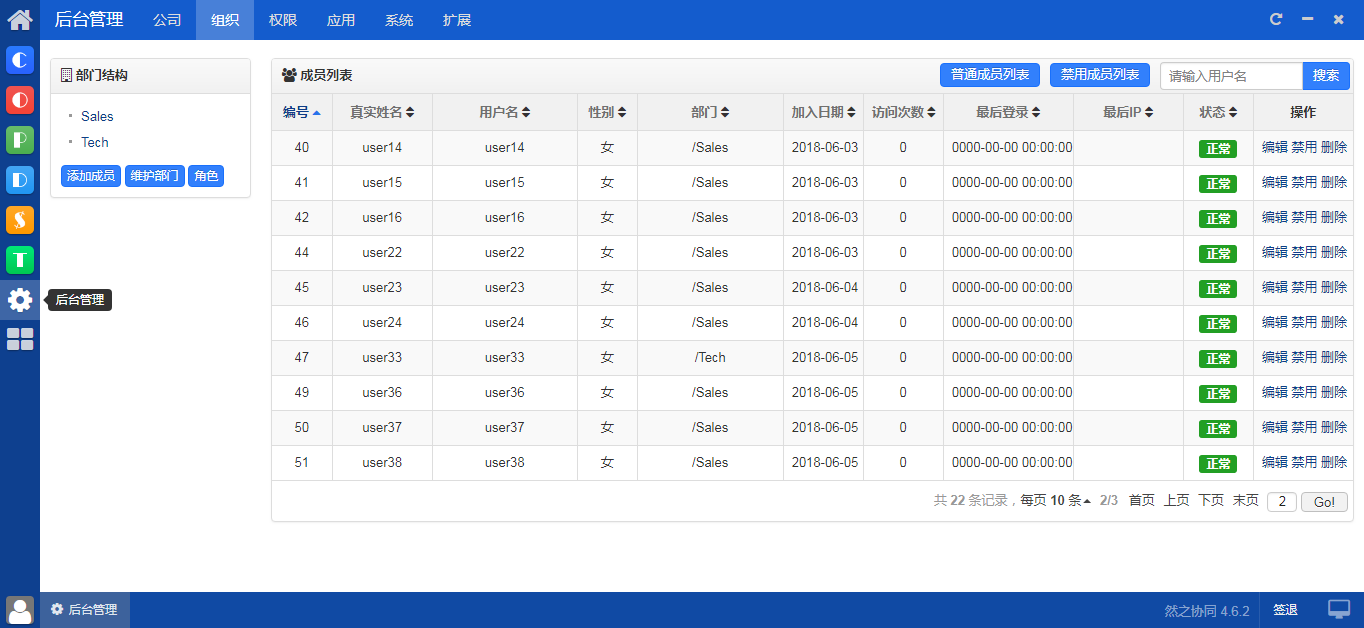 后台管理 公司 组织 权限 应用 系统 扩展
部门结构
Sales
Tech
添加成员 维护部门 角色
后台管理
成员列表 普通成员列表 禁用成员列表 请输入用户名 搜索
编号 真实姓名 用户名 性别 部门 加入日期 访问次数 最后登录 最后IP 状态 操作
40 user14 user14 女 /Sales 2018-06-03 0 0000-00-00 00:00:00 正常 编辑 禁用 删除
41 user15 user15 女 /Sales 2018-06-03 0 0000-00-00 00:00:00 正常 编辑 禁用 删除
42 user16 user16 女 /Sales 2018-06-03 0 0000-00-00 00:00:00 正常 编辑 禁用 删除
44 user22 user22 女 /Sales 2018-06-03 0 0000-00-00 00:00:00 正常 编辑 禁用 删除
45 user23 user23 女 /Sales 2018-06-04 0 0000-00-00 00:00:00 正常 编辑 禁用 删除
46 user24 user24 女 /Sales 2018-06-04 0 0000-00-00 00:00:00 正常 编辑 禁用 删除
47 user33 user33 女 /Tech 2018-06-05 0 0000-00-00 00:00:00 正常 编辑 禁用 删除
49 user36 user36 女 /Sales 2018-06-05 0 0000-00-00 00:00:00 正常 编辑 禁用 删除
50 user37 user37 女 /Sales 2018-06-05 0 0000-00-00 00:00:00 正常 编辑 禁用 删除
51 user38 user38 女 /Sales 2018-06-05 0 0000-00-00 00:00:00 正常 编辑 禁用 删除
共 22 条记录，每页 10 条 2/3 首页 上页 下页 末页 2 Go!
后台管理 然之协同 4.6.2 签退